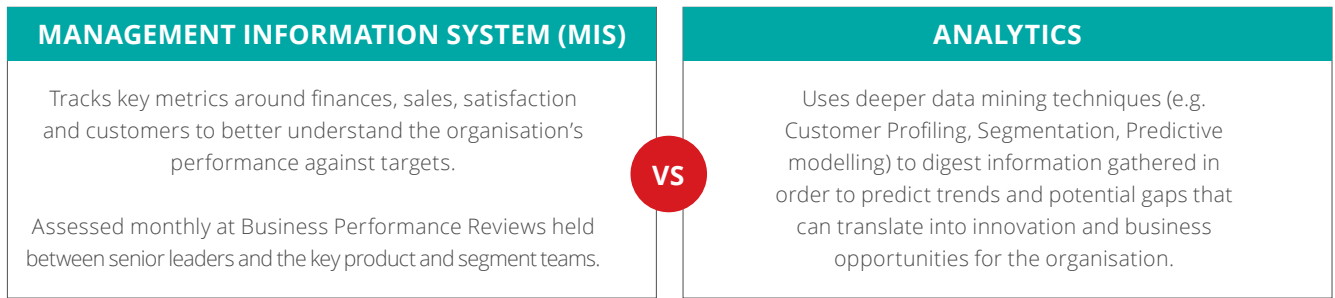 MANAGEMENT INFORMATION SYSTEM (MIS)
Tracks key metrics around finances, sales, satisfaction
and customers to better understand the organisation's
performance against targets.
Assessed monthly at Business Performance Reviews held
between senior leaders and the key product and segment teams.
VS
ANALYTICS
Uses deeper data mining techniques (e.g.
Customer Profiling, Segmentation, Predictive
modelling) to digest information gathered in
order to predict trends and potential gaps that
can translate into innovation and business
opportunities for the organisation.